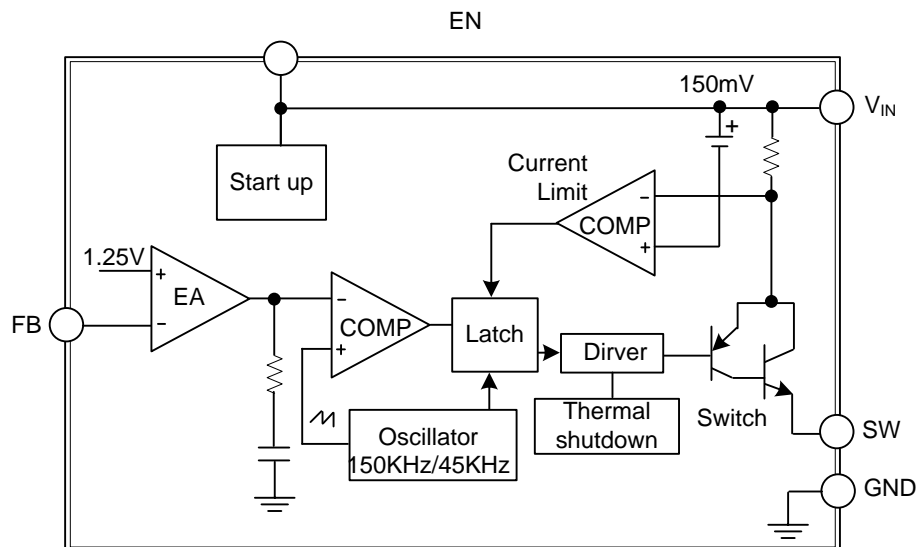 EN
150mV
+
VIN
Start up
Current
Limit
-
COMP
+
1.25V
+
EA
-
FB
-
COMP
+
Latch
Dirver
Switch
Thermal
shutdown
Oscillator
150KHz/45KHz
SW
GND